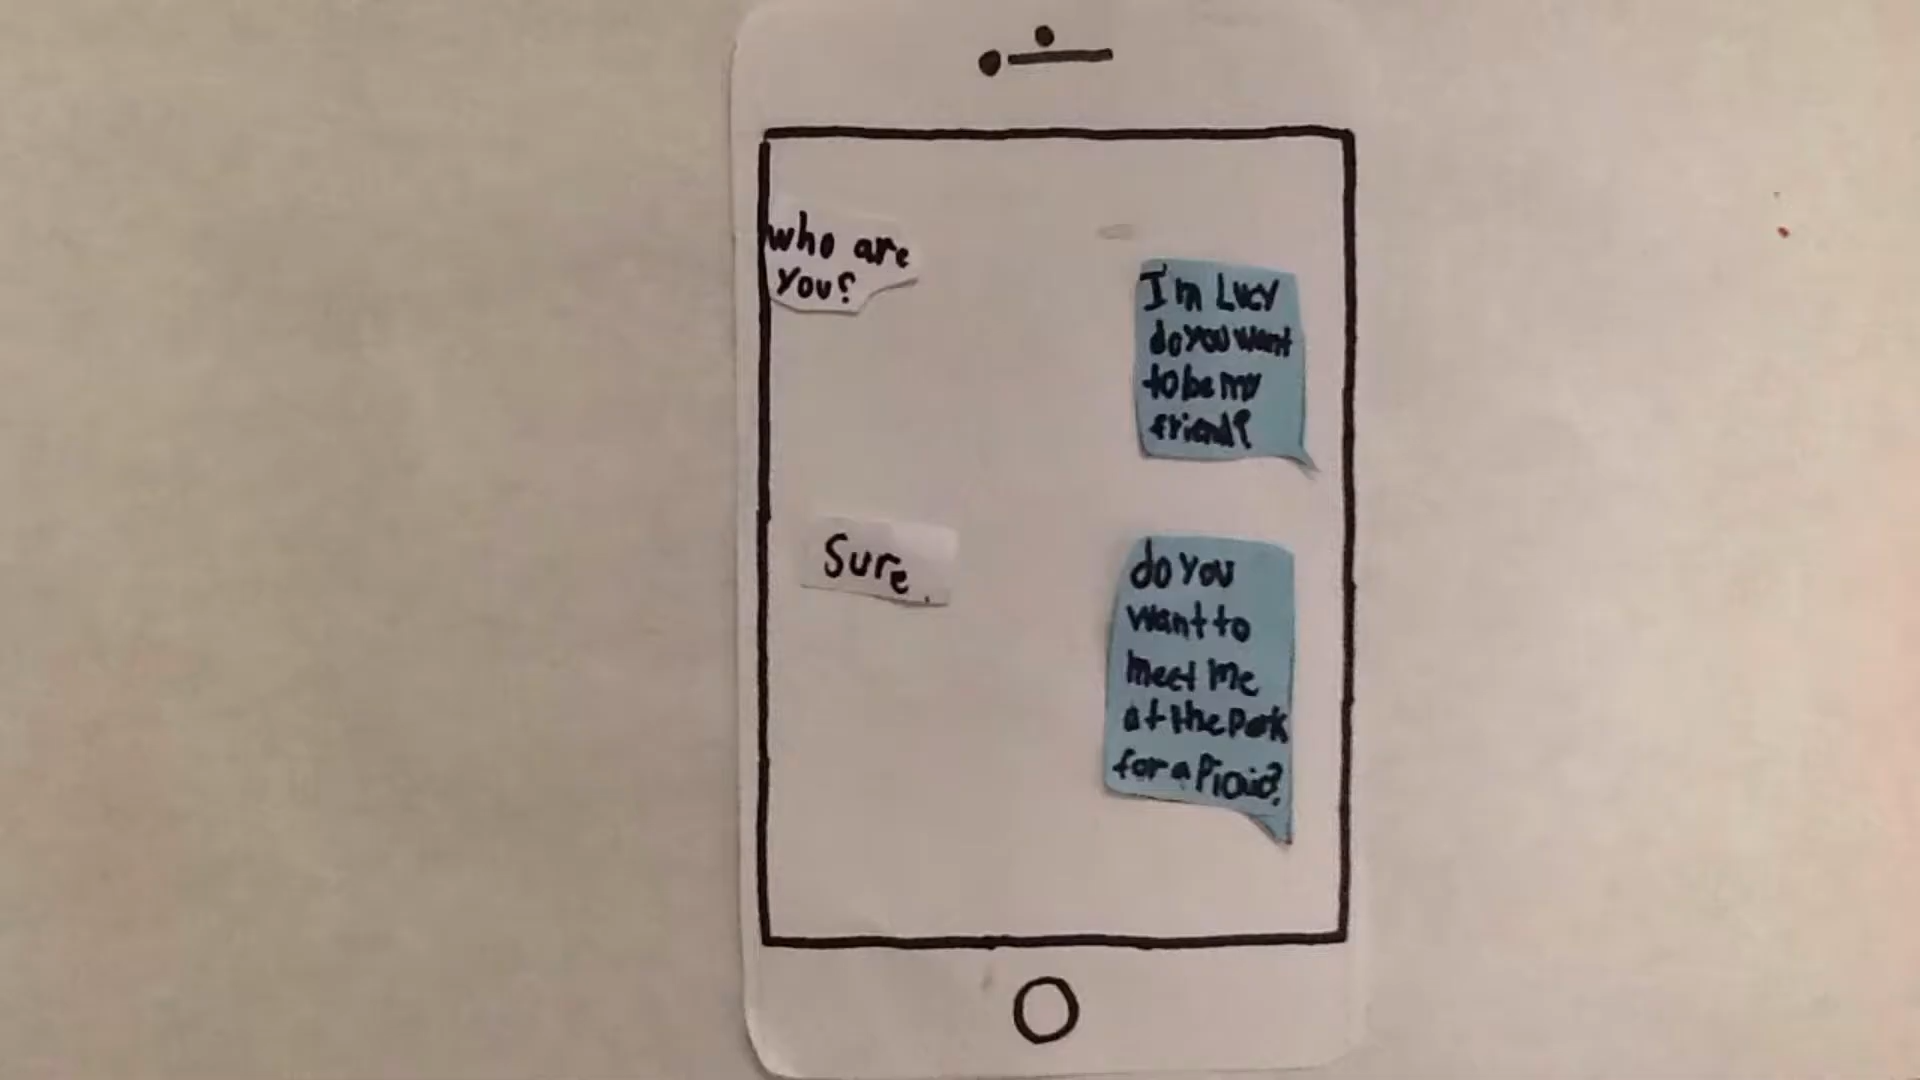 who are
you?
I'm Lucy
do you want
to be my
friend?
Sure.
do you
want to
meet me
at the Park
for a Picnic?